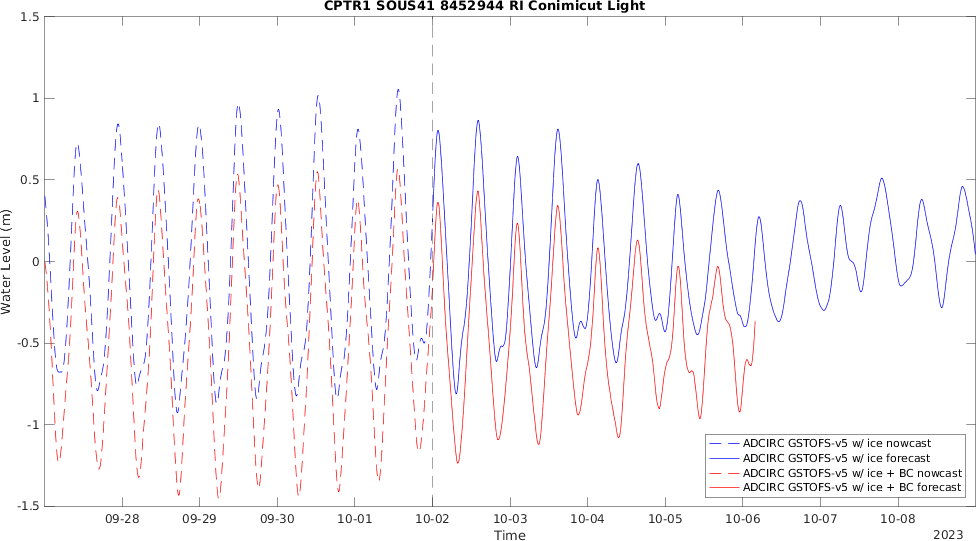 CPTR1 SOUS41 8452944 RI Conimicut Light
1.5
1
0.5
0
-0.5
-1
-1.5
Water Level (m)
ADCIRC GSTOFS-v5 w/ ice nowcast
ADCIRC GSTOFS-v5 w/ ice forecast
ADCIRC GSTOFS-v5 w/ ice + BC nowcast
ADCIRC GSTOFS-v5 w/ ice + BC forecast
09-28 09-29 09-30 10-01 10-02 10-03 10-04 10-05 10-06 10-07 10-08
Time
2023